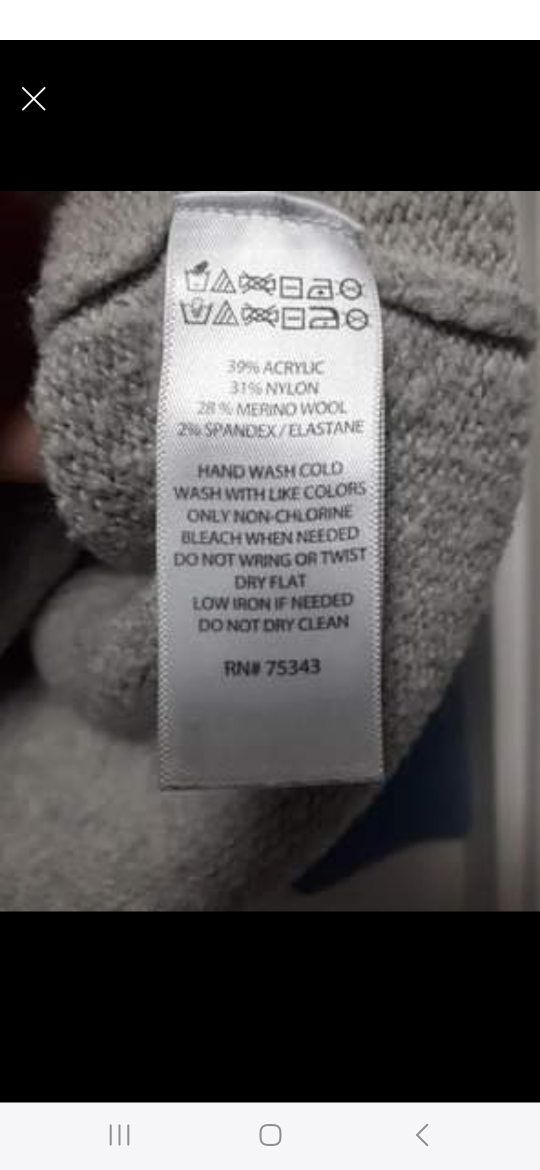 39% ACRYLIC
31% NYLON
28% MERINO WOOL
2% SPANDEX/ELASTANE
HAND WASH COLD
WASH WITH LIKE COLORS
ONLY NON-CHLORINE
BLEACH WHEN NEEDED
DO NOT WRING OR TWIST
DRY FLAT
LOW IRON IF NEEDED
DO NOT DRY CLEAN
RN# 75343